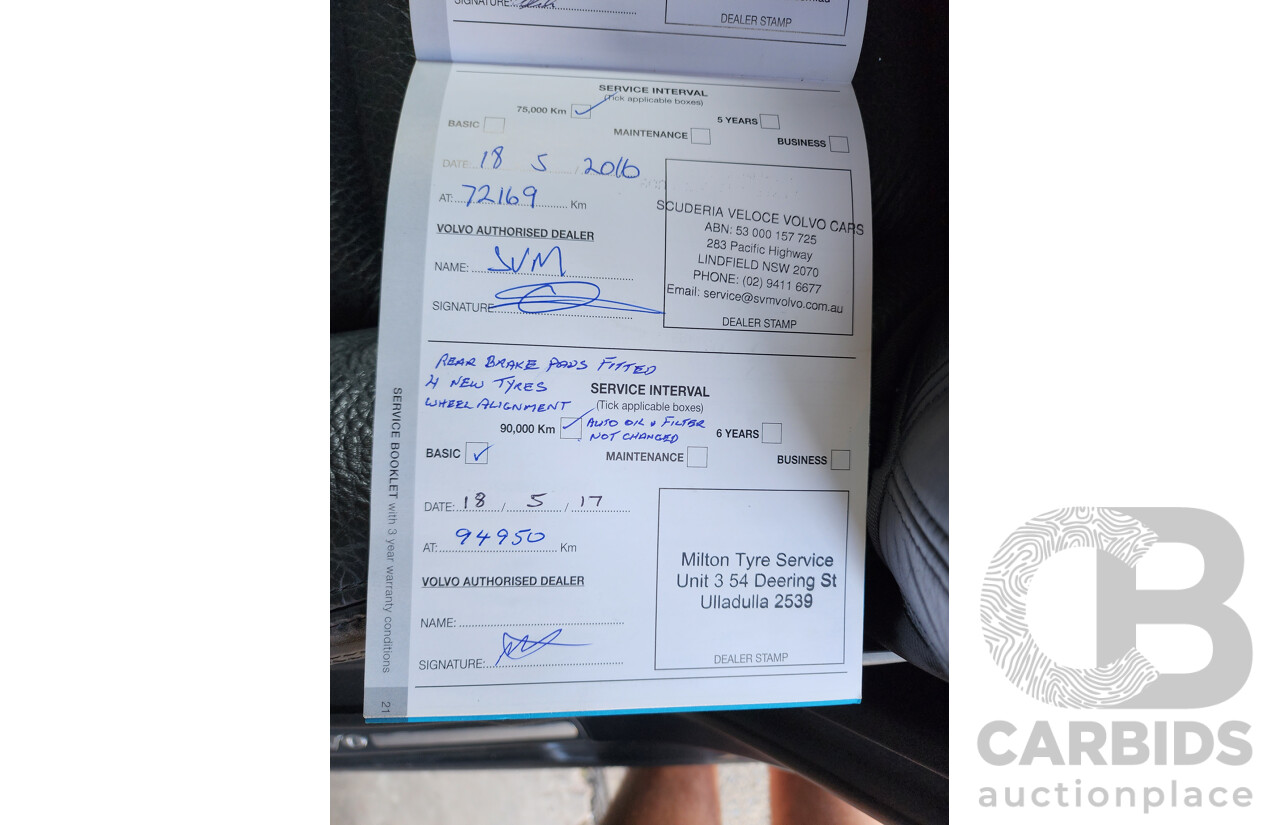 SIGNATURE:
DEALER STAMP
SERVICE INTERVAL
(Tick applicable boxes)
75,000 Km
5 YEARS
BASIC
MAINTENANCE
BUSINESS
DATE: 18 / 5 / 2016
AT: 72169 Km
VOLVO AUTHORISED DEALER
NAME: SVM
SIGNATURE
SCUDERIA VELOCE VOLVO CARS
ABN: 53 000 157 725
283 Pacific Highway
LINDFIELD NSW 2070
PHONE: (02) 9411 6677
Email: service@svmvolvo.com.au
DEALER STAMP
REAR BRAKE PADS FITTED
4 NEW TYRES
WHEEL ALIGNMENT
SERVICE INTERVAL
(Tick applicable boxes)
90,000 Km
AUTO OIL & FILTER
NOT CHANGED
6 YEARS
BASIC
MAINTENANCE
BUSINESS
DATE: 18 / 5 / 17
AT: 94950 Km
VOLVO AUTHORISED DEALER
NAME:
SIGNATURE:
Milton Tyre Service
Unit 3 54 Deering St
Ulladulla 2539
DEALER STAMP
SERVICE BOOKLET with 3 year warranty conditions
21
CARBIDS
auctionplace